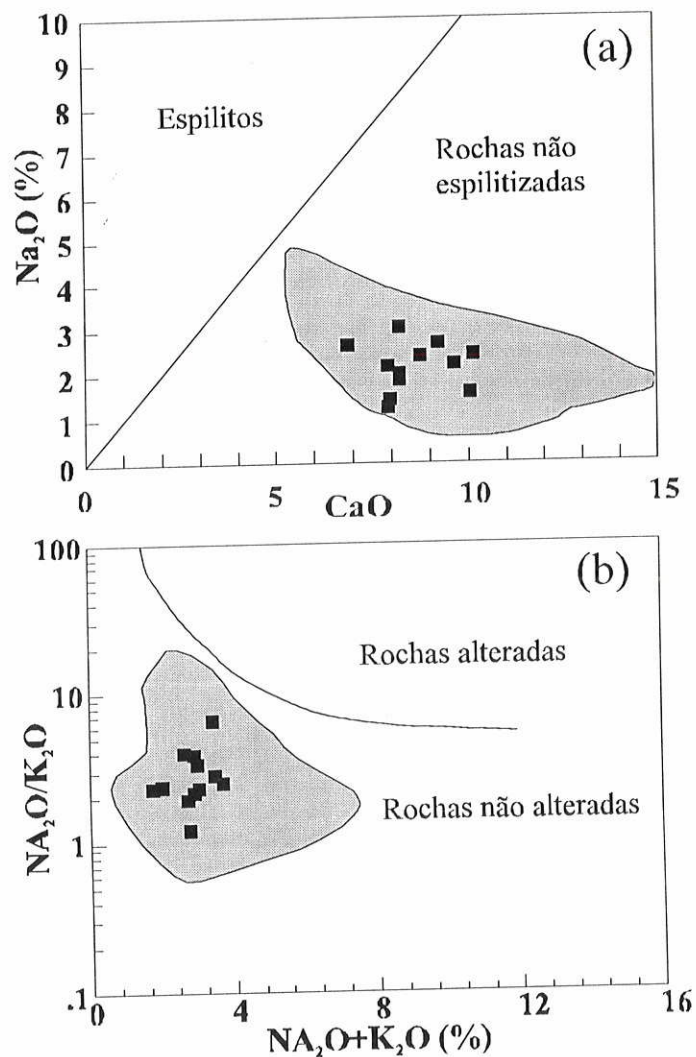 (a)
10
9
8
7
6
5
4
3
2
1
0
Na₂O (%)
Espilitos
Rochas não
espilitizadas
0
5
10
15
CaO
(b)
100
10
1
.1
NA₂O/K₂O
Rochas alteradas
Rochas não alteradas
0
4
8
12
16
NA₂O+K₂O (%)